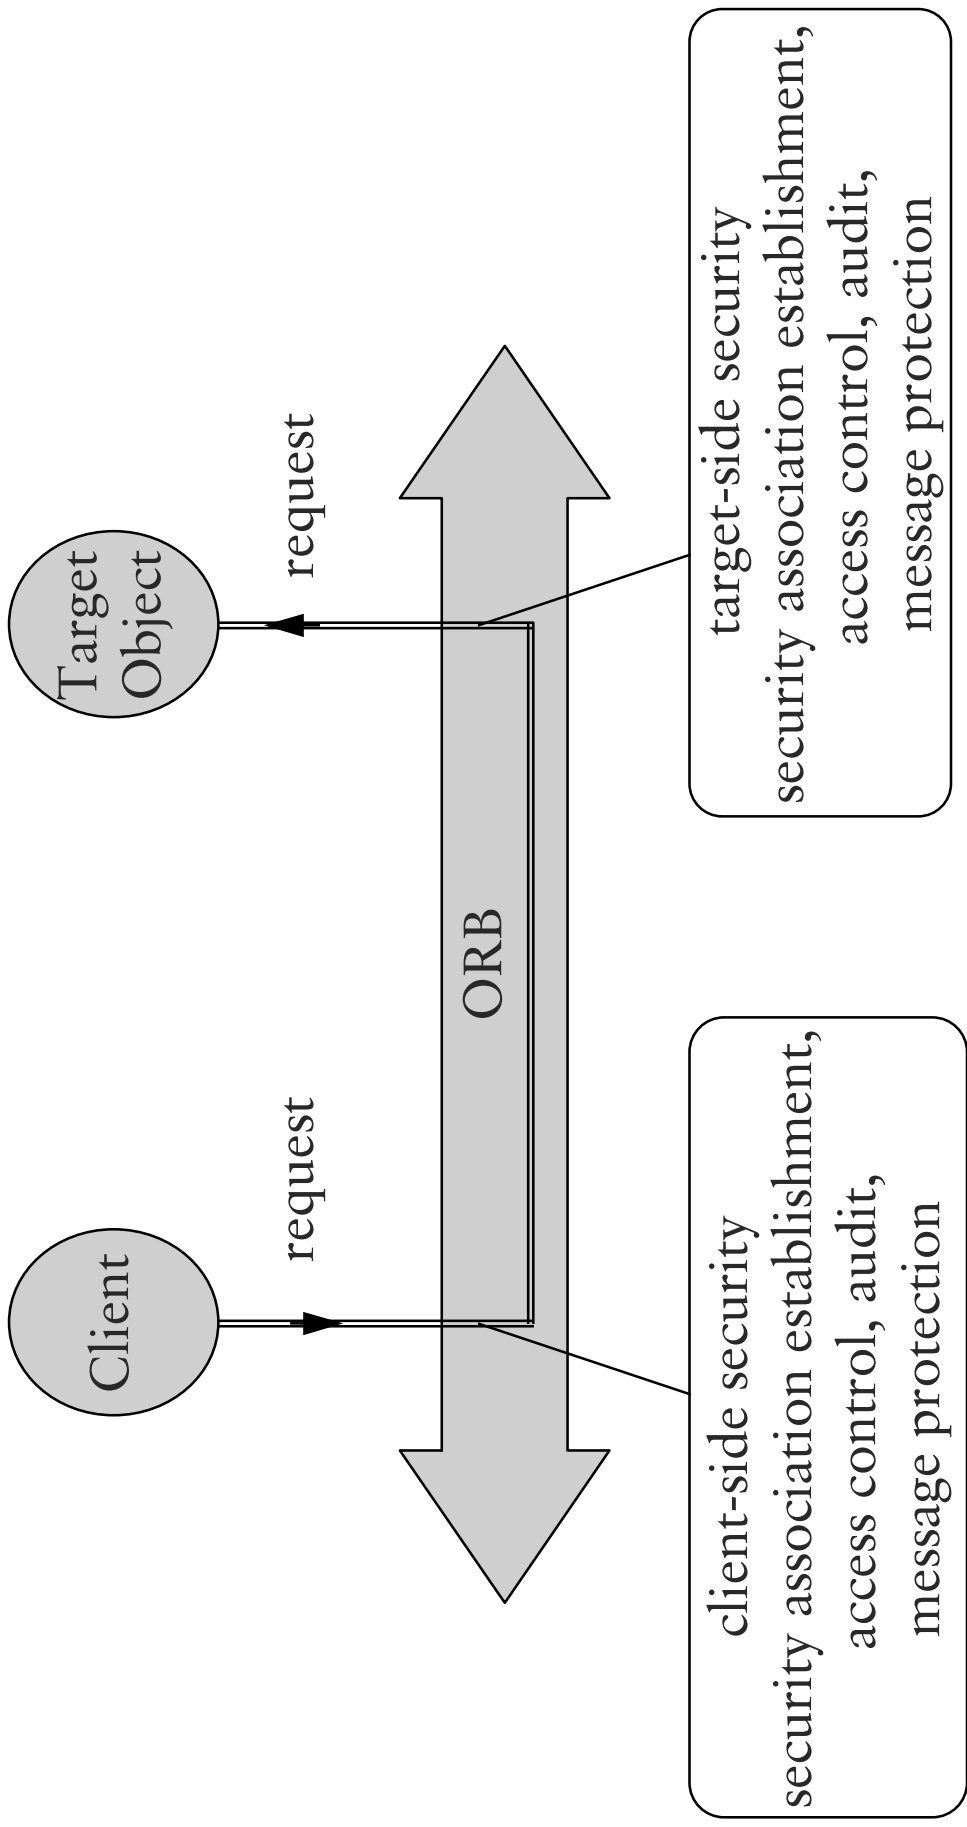 Client
Target
Object
request
request
ORB
client-side security
security association establishment,
access control, audit,
message protection
target-side security
security association establishment,
access control, audit,
message protection